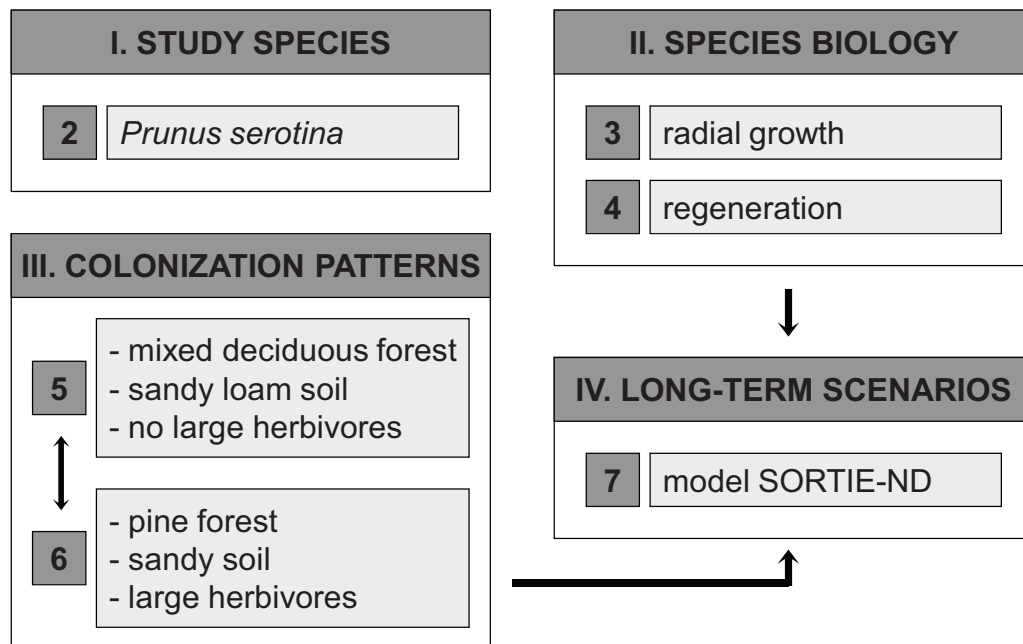 I. STUDY SPECIES
2 Prunus serotina
II. SPECIES BIOLOGY
3 radial growth
4 regeneration
III. COLONIZATION PATTERNS
5
- mixed deciduous forest
- sandy loam soil
- no large herbivores
6
- pine forest
- sandy soil
- large herbivores
IV. LONG-TERM SCENARIOS
7 model SORTIE-ND